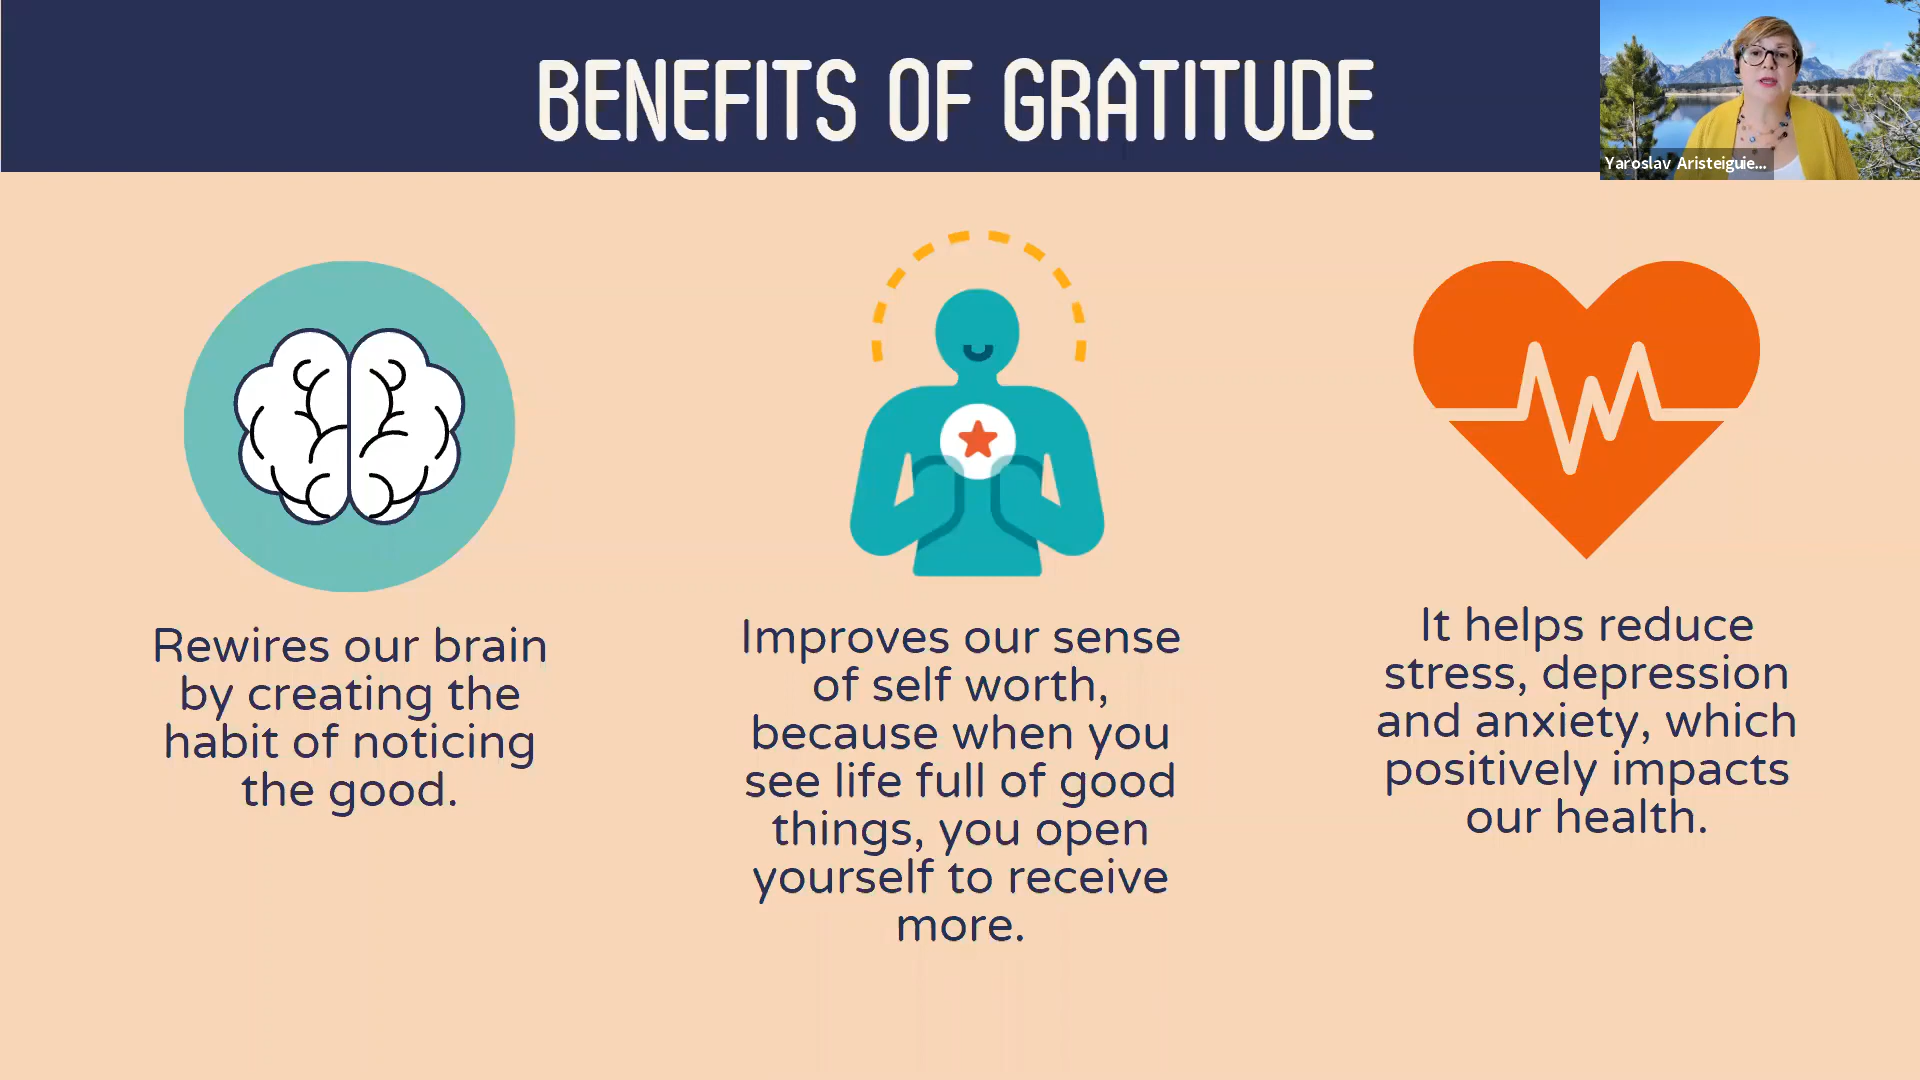 BENEFITS OF GRATITUDE
Yaroslav Aristeiguie...
Rewires our brain
by creating the
habit of noticing
the good.
Improves our sense
of self worth,
because when you
see life full of good
things, you open
yourself to receive
more.
It helps reduce
stress, depression
and anxiety, which
positively impacts
our health.